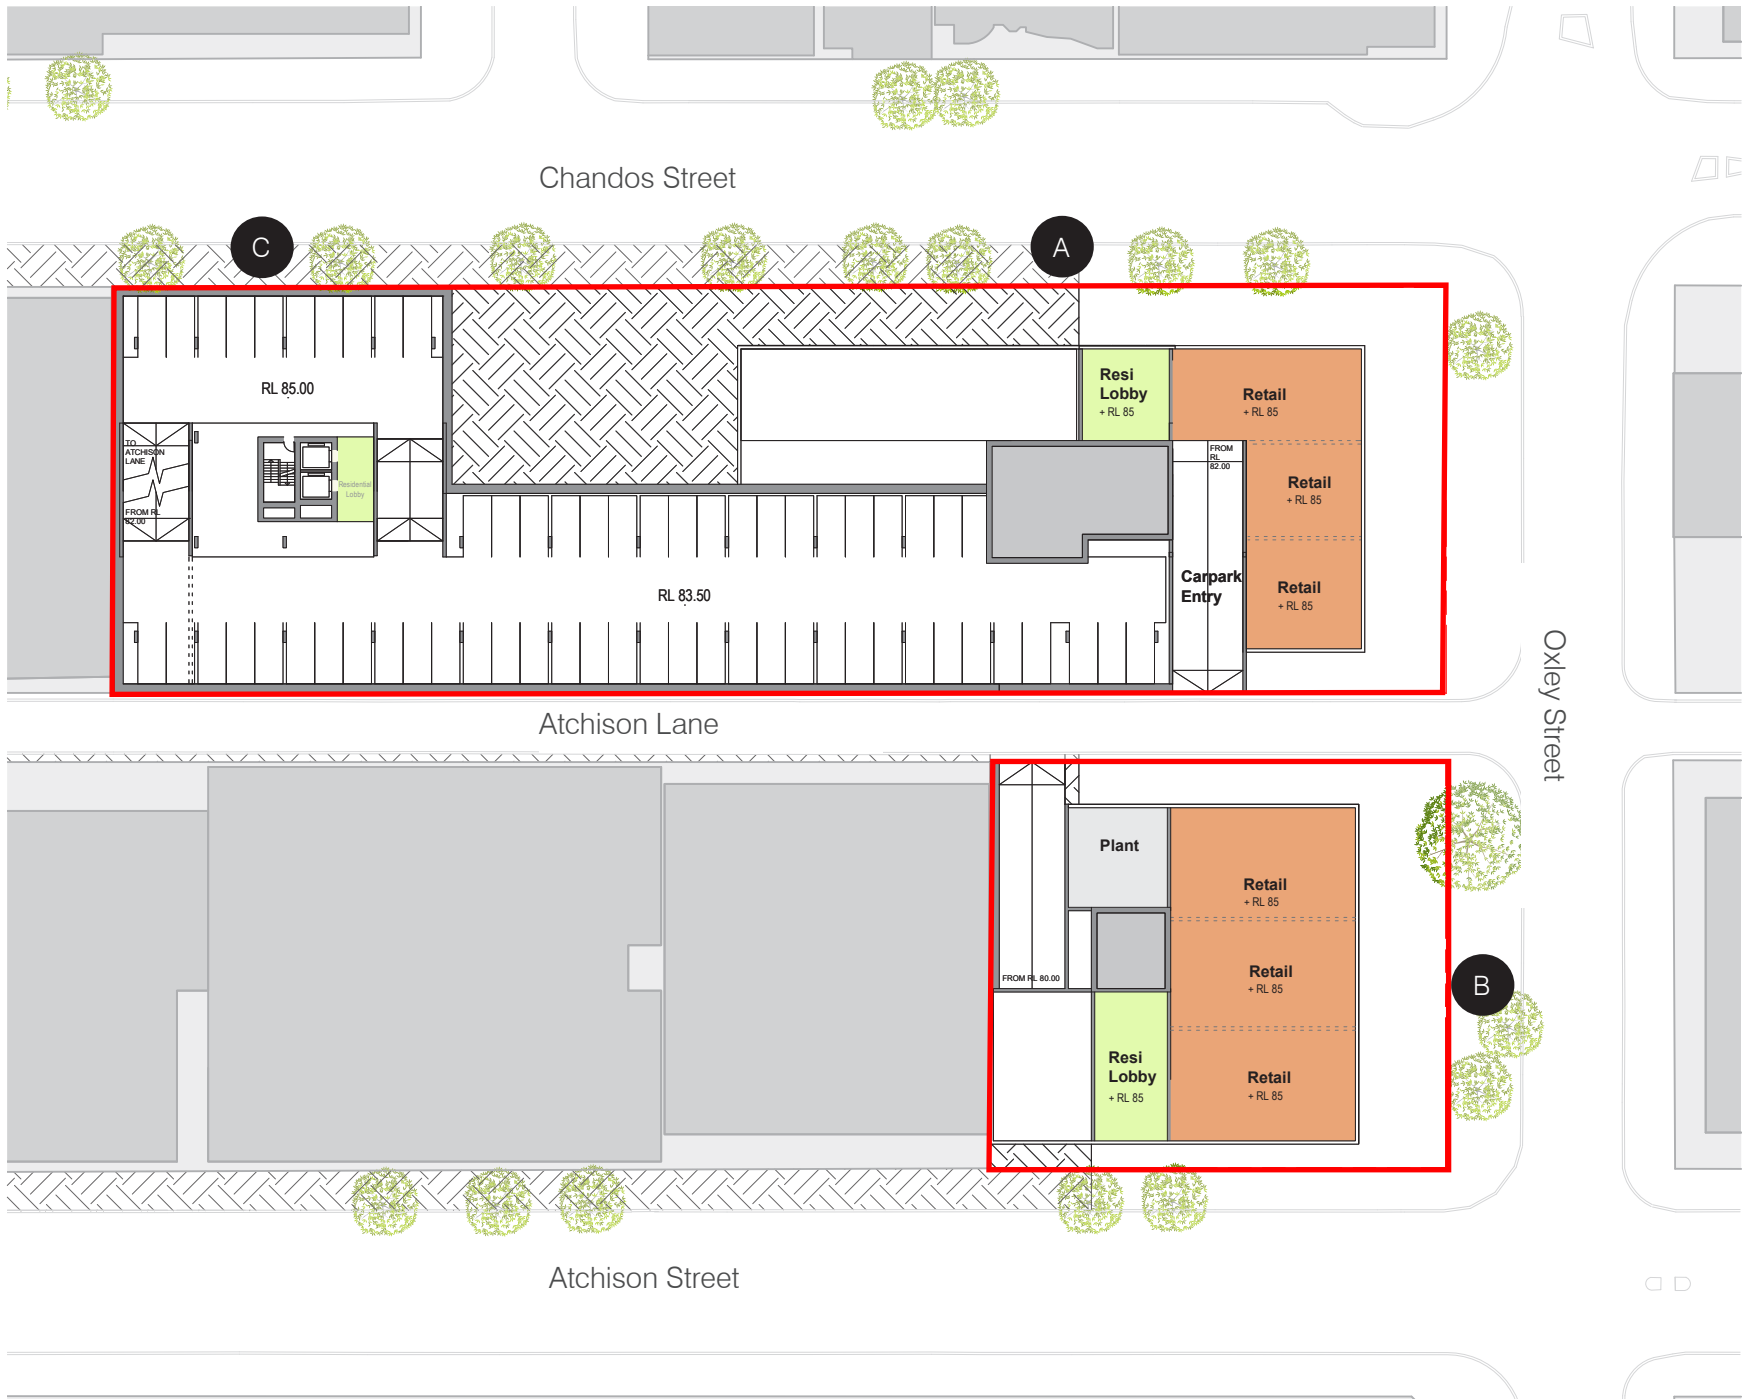 Chandos Street
C
A
RL 85.00
Resi
Lobby
+ RL 85
Retail
+ RL 85
TO
ATCHISON
LANE
FROM RL
82.00
Residential
Lobby
FROM
RL
82.00
Retail
+ RL 85
RL 83.50
Carpark
Entry
Retail
+ RL 85
Oxley Street
Atchison Lane
Plant
Retail
+ RL 85
FROM RL 80.00
Retail
+ RL 85
B
Resi
Lobby
+ RL 85
Retail
+ RL 85
Atchison Street